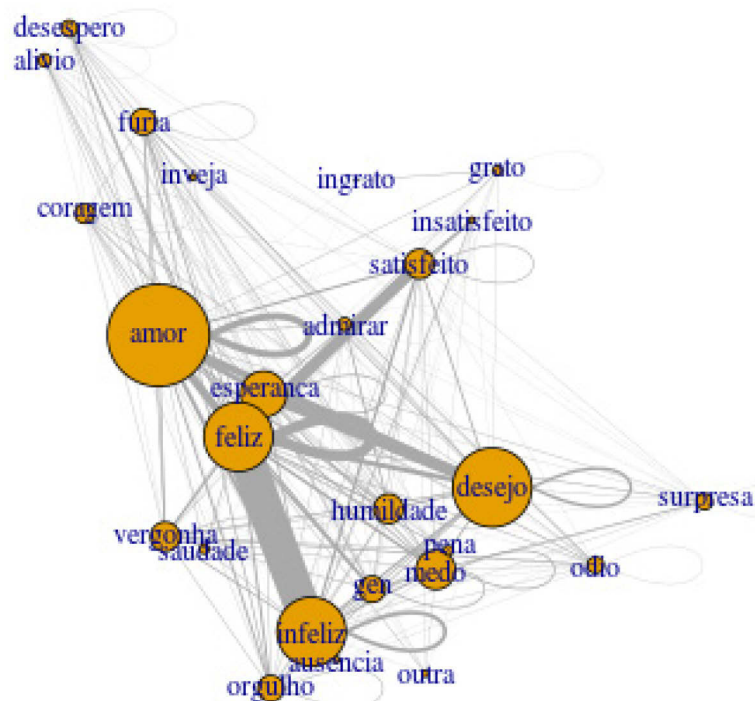 desespero
alivio
furia
inveja
ingrato
grato
coragem
insatisfeito
satisfeito
amor
admirar
esperanca
feliz
desejo
surpresa
humildade
vergonha
saudade
pena
medo
odio
gen
infeliz
ausencia
outra
orgulho